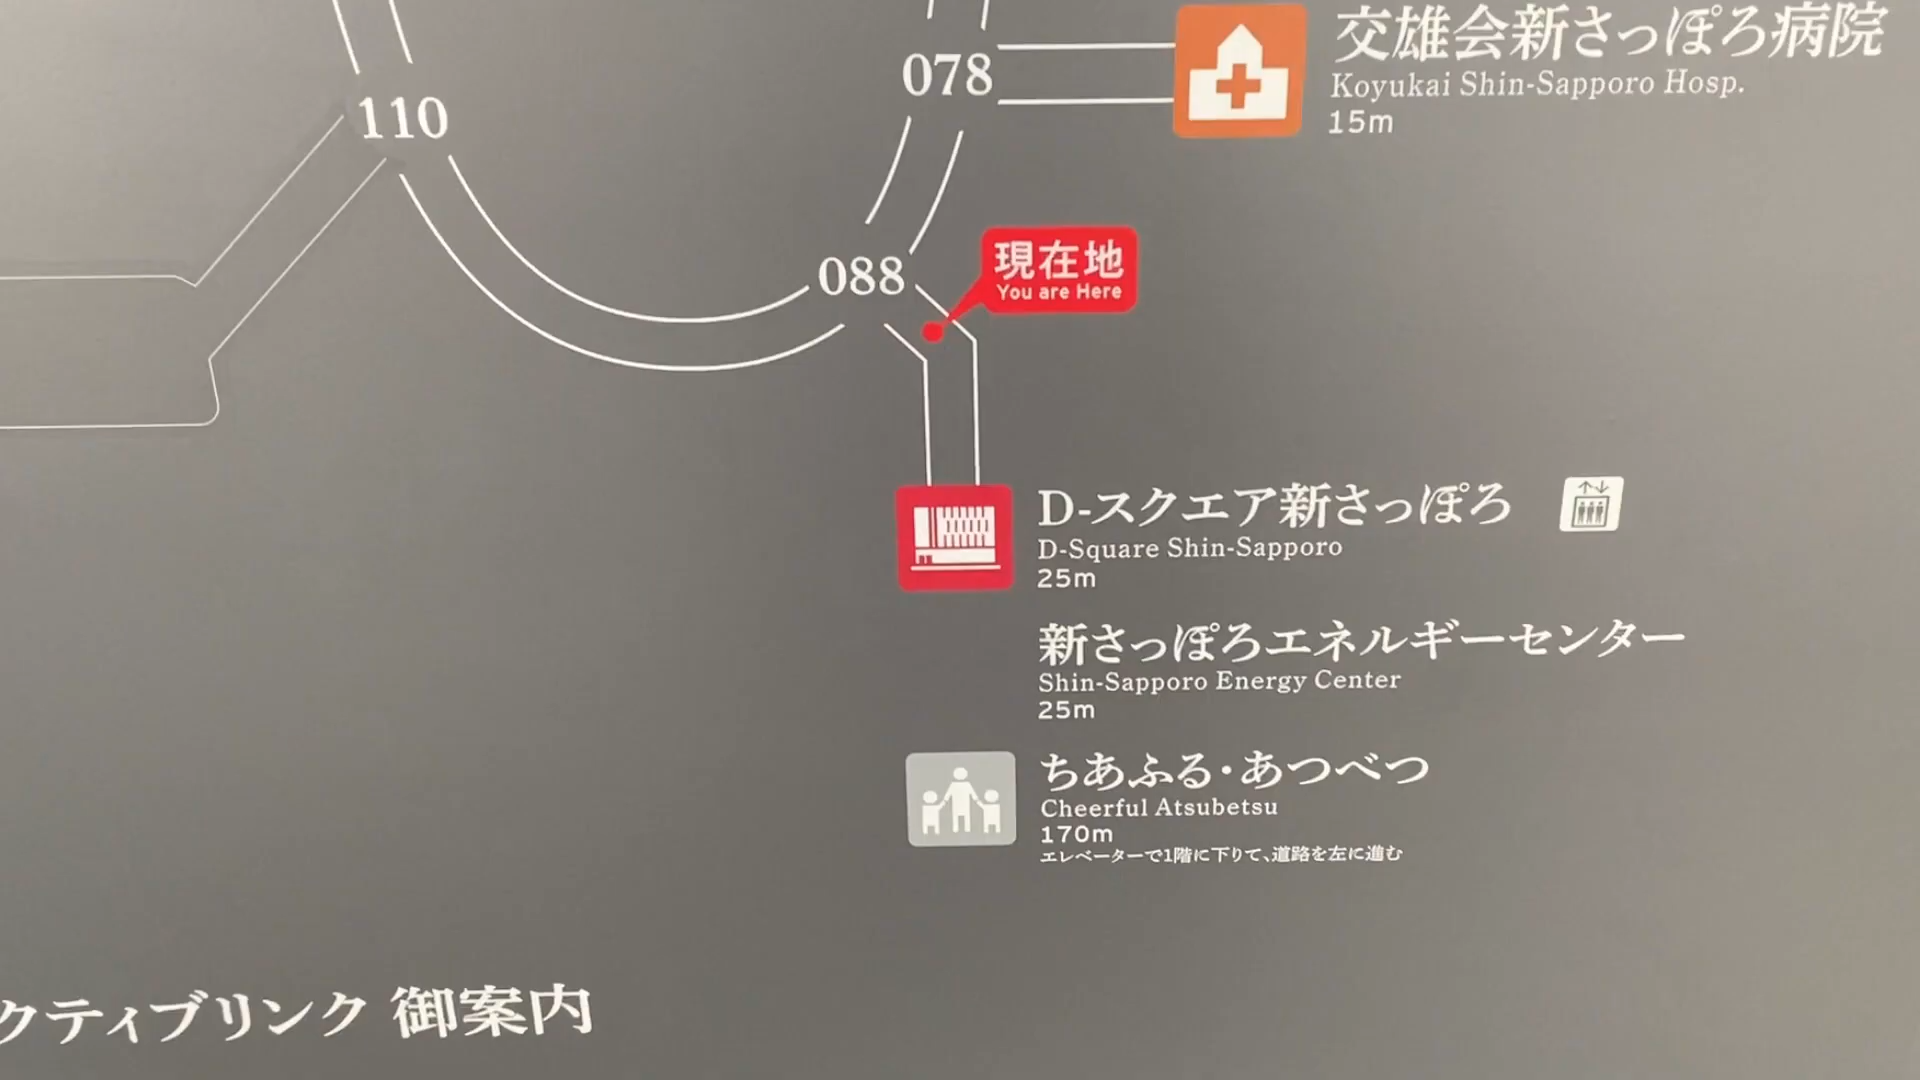 110
078
交雄会新さっぽろ病院
Koyukai Shin-Sapporo Hosp.
15m
088
現在地
You are Here
D-スクエア新さっぽろ
D-Square Shin-Sapporo
25m
新さっぽろエネルギーセンター
Shin-Sapporo Energy Center
25m
ちあふる・あつべつ
Cheerful Atsubetsu
170m
エレベーターで1階に下りて、道路を左に進む
クティブリンク 御案内